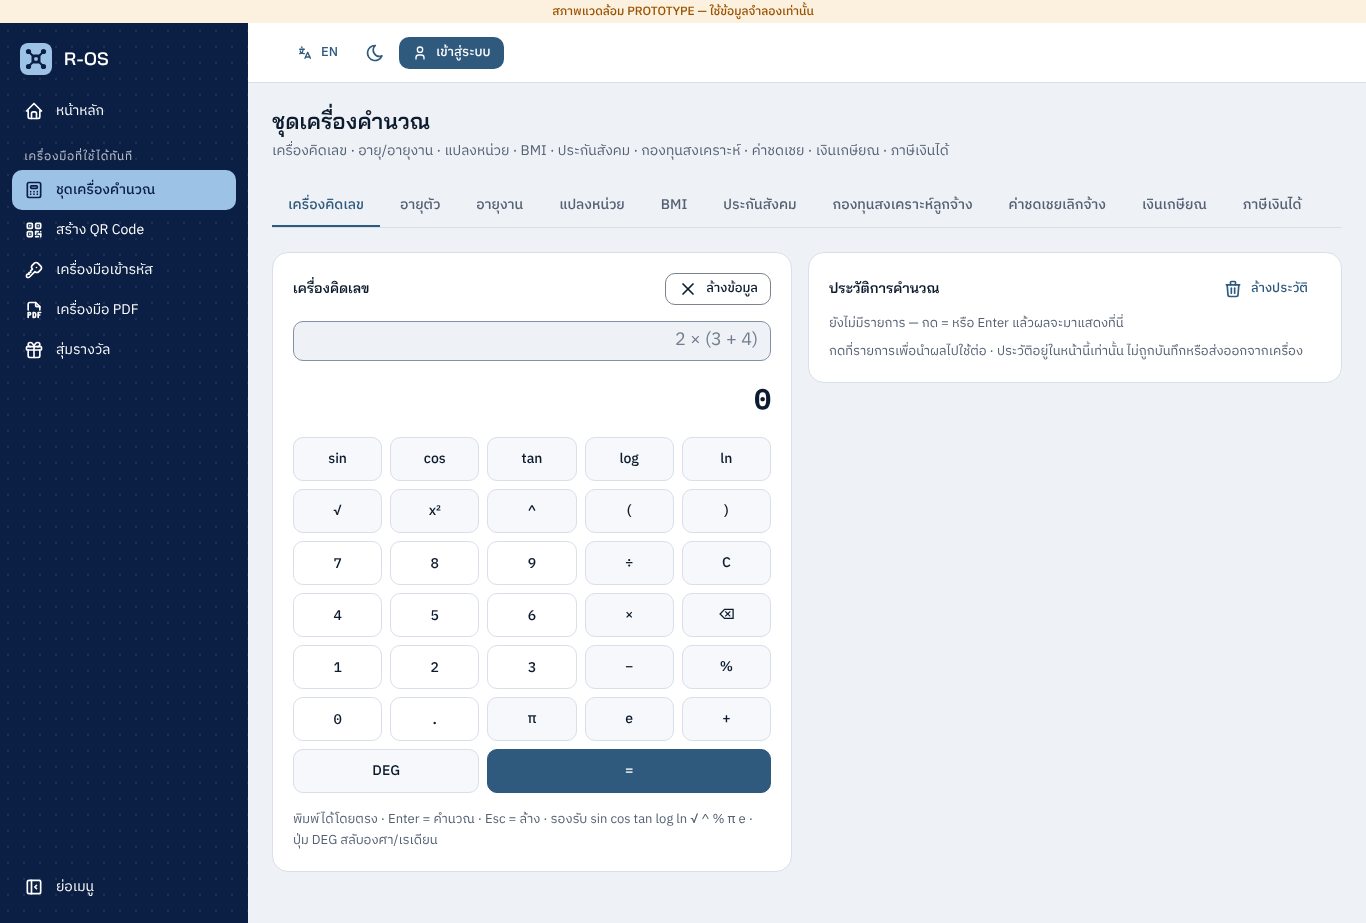 สภาพแวดล้อม PROTOTYPE — ใช้ข้อมูลจำลองเท่านั้น
R-OS
EN
เข้าสู่ระบบ
หน้าหลัก
เครื่องมือที่ใช้ได้ทันที
ชุดเครื่องคำนวณ
สร้าง QR Code
เครื่องมือเข้ารหัส
เครื่องมือ PDF
สุ่มรางวัล
ย่อเมนู
ชุดเครื่องคำนวณ
เครื่องคิดเลข · อายุ/อายุงาน · แปลงหน่วย · BMI · ประกันสังคม · กองทุนสงเคราะห์ · ค่าชดเชย · เงินเกษียณ · ภาษีเงินได้
เครื่องคิดเลข อายุตัว อายุงาน แปลงหน่วย BMI ประกันสังคม กองทุนสงเคราะห์ลูกจ้าง ค่าชดเชยเลิกจ้าง เงินเกษียณ ภาษีเงินได้
เครื่องคิดเลข
ล้างข้อมูล
2 × (3 + 4)
0
sin cos tan log ln
√ x² ^ ( )
7 8 9 ÷ C
4 5 6 × ⌫
1 2 3 − %
0 . π e +
DEG =
พิมพ์ได้โดยตรง · Enter = คำนวณ · Esc = ล้าง · รองรับ sin cos tan log ln √ ^ % π e ·
ปุ่ม DEG สลับองศา/เรเดียน
ประวัติการคำนวณ
ล้างประวัติ
ยังไม่มีรายการ — กด = หรือ Enter แล้วผลจะมาแสดงที่นี่
กดที่รายการเพื่อนำผลไปใช้ต่อ · ประวัติอยู่ในหน้านี้เท่านั้น ไม่ถูกบันทึกหรือส่งออกจากเครื่อง